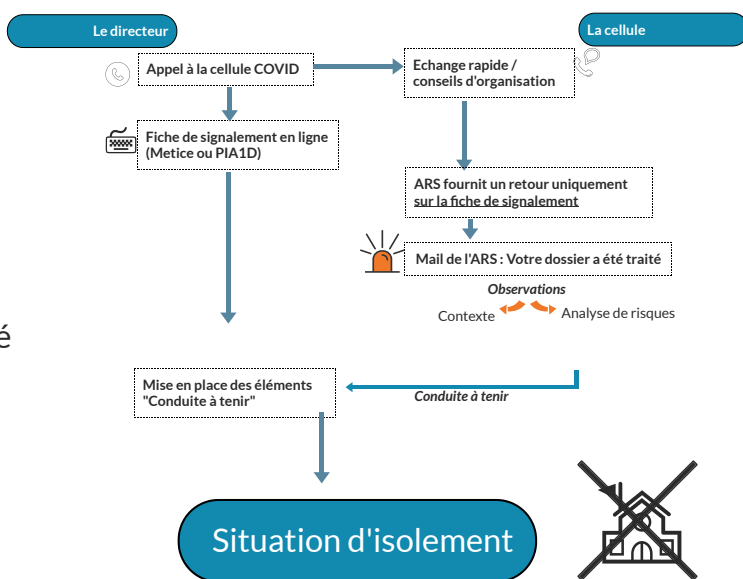 Le directeur
La cellule
Appel à la cellule COVID
Echange rapide /
conseils d'organisation
Fiche de signalement en ligne
(Metice ou PIA1D)
ARS fournit un retour uniquement
sur la fiche de signalement
Mail de l'ARS : Votre dossier a été traité
Observations
Contexte
Analyse de risques
é
Mise en place des éléments
"Conduite à tenir"
Conduite à tenir
Situation d'isolement